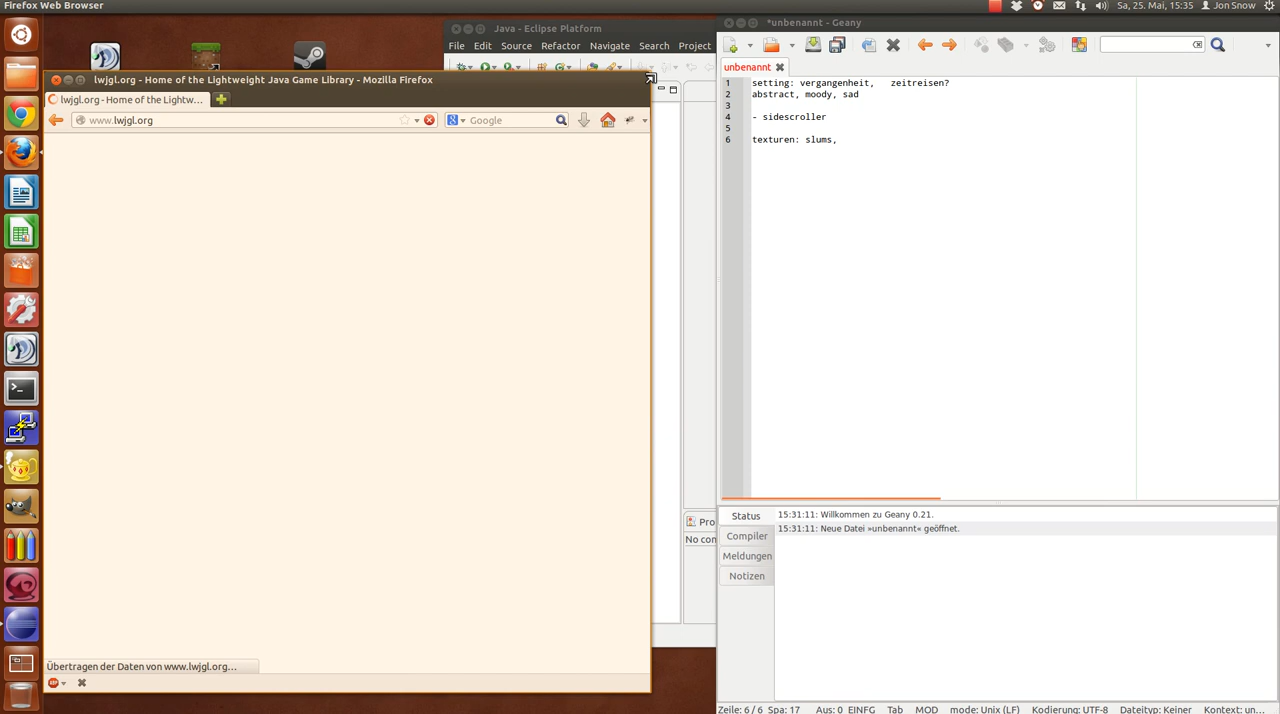 Firefox Web Browser
Sa, 25. Mai, 15:35
Jon Snow
Java - Eclipse Platform
File Edit Source Refactor Navigate Search Project
*unbenannt - Geany
unbenannt
1 setting: vergangenheit, zeitreisen?
2 abstract, moody, sad
3
4 - sidescroller
5
6 texturen: slums,
lwjgl.org - Home of the Lightweight Java Game Library - Mozilla Firefox
lwjgl.org - Home of the Lightw...
www.lwjgl.org
Google
Pro
No con
Status
Compiler
Meldungen
Notizen
15:31:11: Willkommen zu Geany 0.21.
15:31:11: Neue Datei »unbenannt« geöffnet.
Übertragen der Daten von www.lwjgl.org...
ABP
Zeile: 6 / 6 Spa: 17 Aus: 0 EINFG Tab MOD mode: Unix (LF) Kodierung: UTF-8 Dateityp: Keiner Kontext: un...